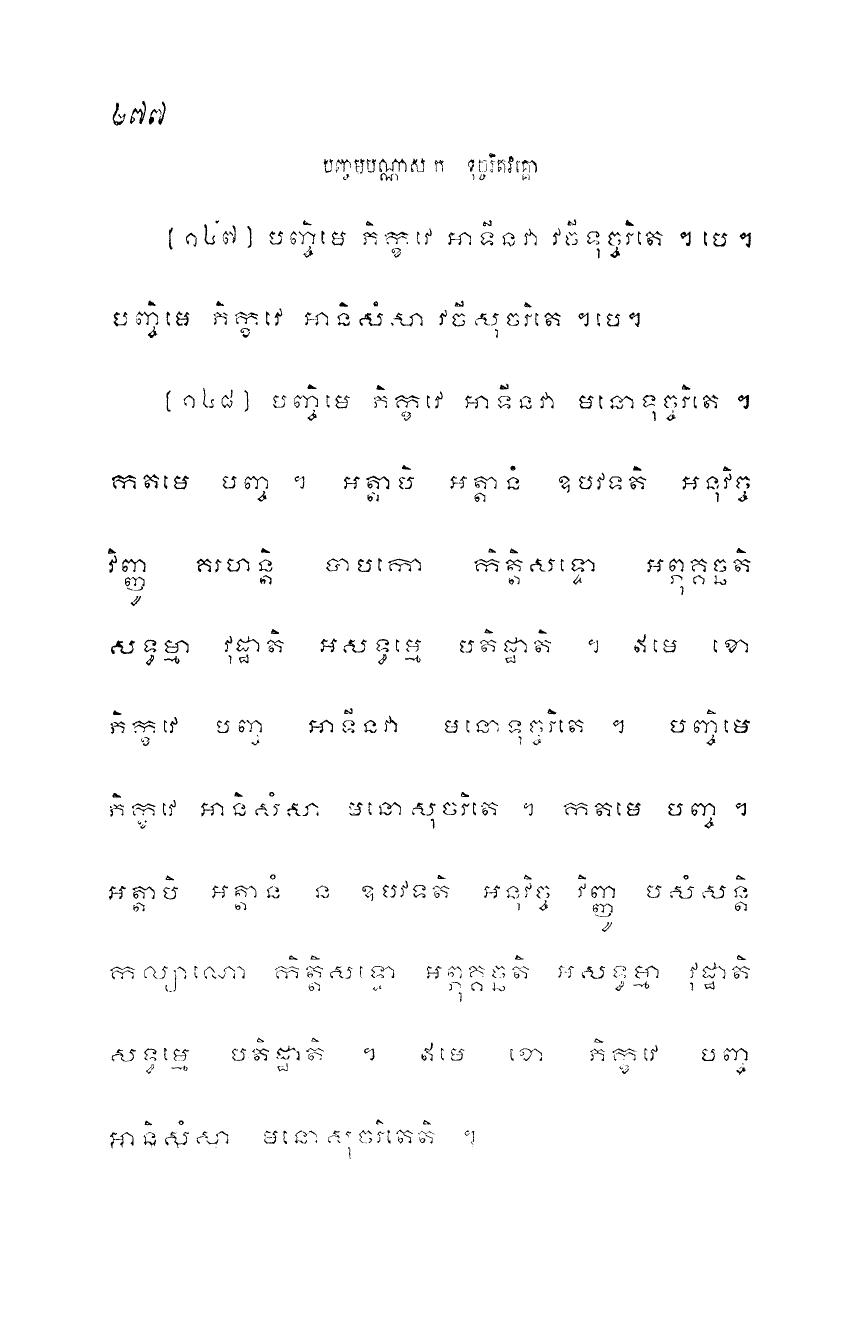 ៤៧៧
បញ្ចមបណ្ណាសក ទុច្ចរិតវគ្គោ
[១៤៧] បញ្ចិមេ ភិក្ខវេ អាទីនវា វចីទុច្ចរិតេ ។ បេ ។
បញ្ចិមេ ភិក្ខវេ អានិសំសា វចីសុចរិតេ ។ បេ ។
[១៤៨] បញ្ចិមេ ភិក្ខវេ អាទីនវា មនោទុច្ចរិតេ ។
កតមេ បញ្ច ។ អត្តាបិ អត្តានំ ឧបវទតិ អនុវិច្ច
វិញ្ញូ គរហន្តិ បាបកោ កិត្តិសទ្ទោ អព្ភុគ្គច្ឆតិ
សទ្ធម្មា វុដ្ឋាតិ អសទ្ធម្មេ បតិដ្ឋាតិ ។ ឥមេ ខោ
ភិក្ខវេ បញ្ច អាទីនវា មនោទុច្ចរិតេ ។ បញ្ចិមេ
ភិក្ខវេ អានិសំសា មនោសុចរិតេ ។ កតមេ បញ្ច ។
អត្តាបិ អត្តានំ ន ឧបវទតិ អនុវិច្ច វិញ្ញូ បសំសន្តិ
កល្យាណោ កិត្តិសទ្ទោ អព្ភុគ្គច្ឆតិ អសទ្ធម្មា វុដ្ឋាតិ
សទ្ធម្មេ បតិដ្ឋាតិ ។ ឥមេ ខោ ភិក្ខវេ បញ្ច
អានិសំសា មនោសុចរិតេតិ ។